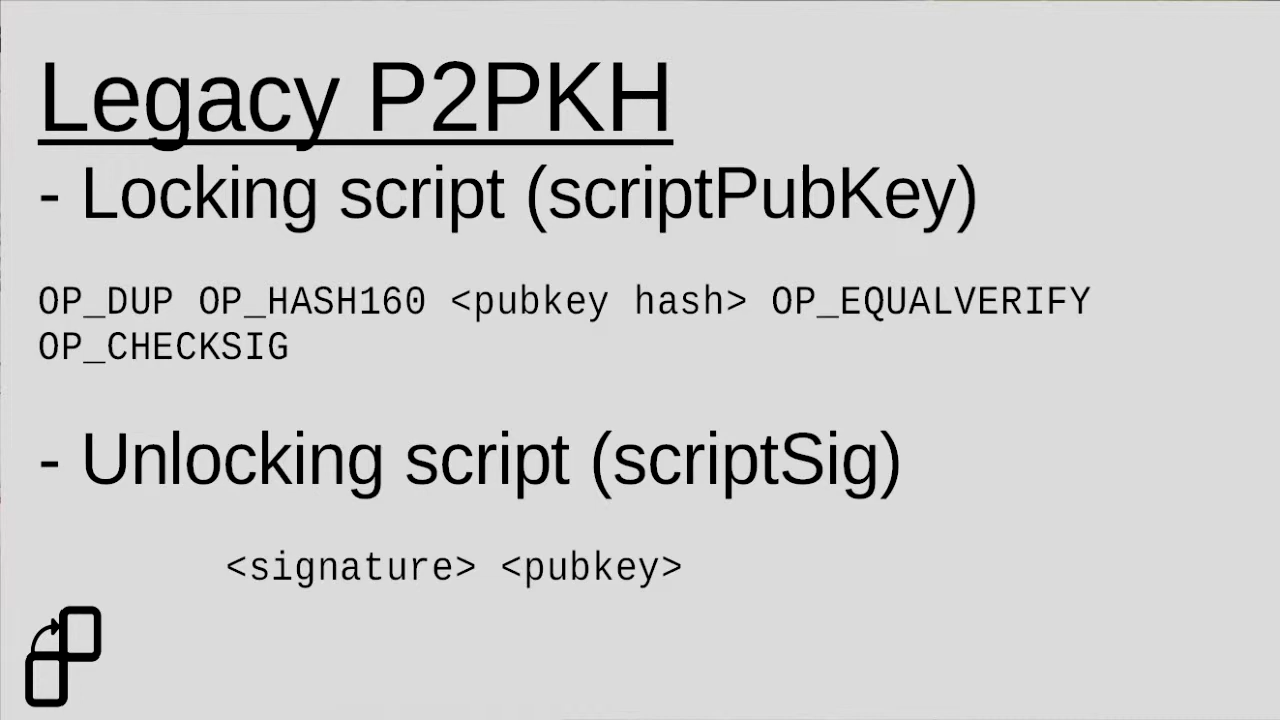 Legacy P2PKH
- Locking script (scriptPubKey)
OP_DUP OP_HASH160 <pubkey hash> OP_EQUALVERIFY
OP_CHECKSIG
- Unlocking script (scriptSig)
<signature> <pubkey>